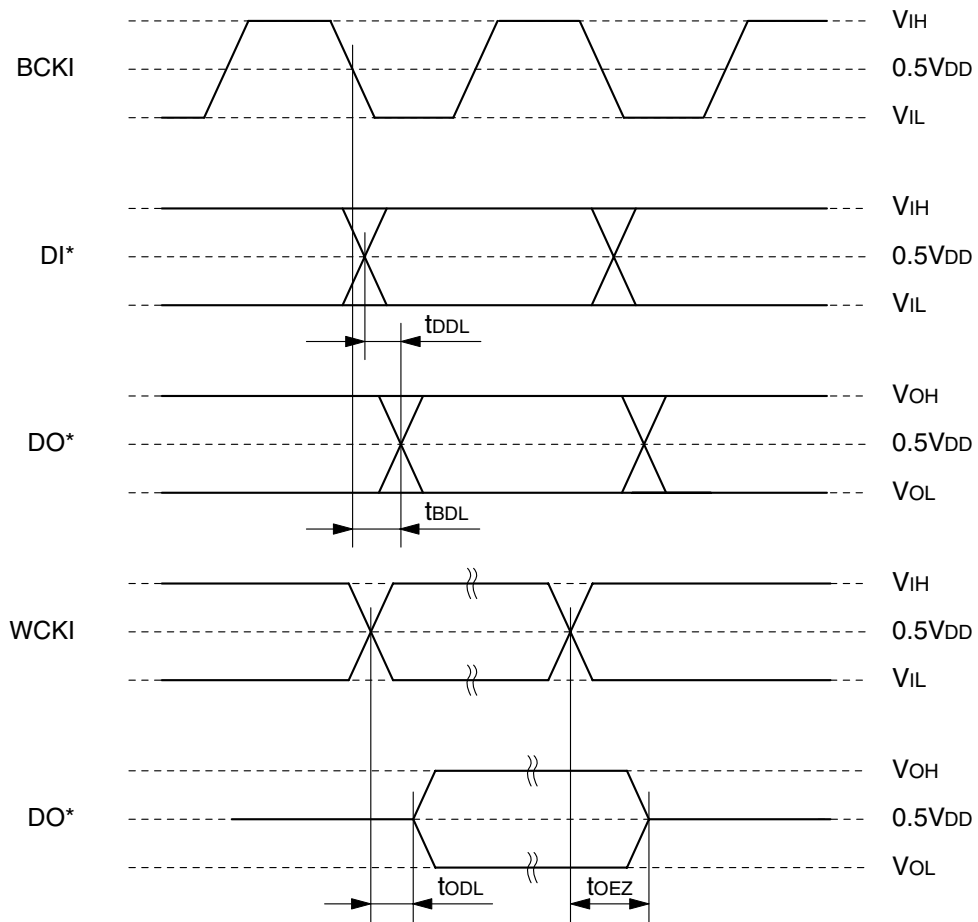 VIH
BCKI 0.5VDD
VIL
VIH
DI* 0.5VDD
VIL
tDDL
VOH
DO* 0.5VDD
VOL
tBDL
VIH
WCKI 0.5VDD
VIL
VOH
DO* 0.5VDD
VOL
tODL tOEZ